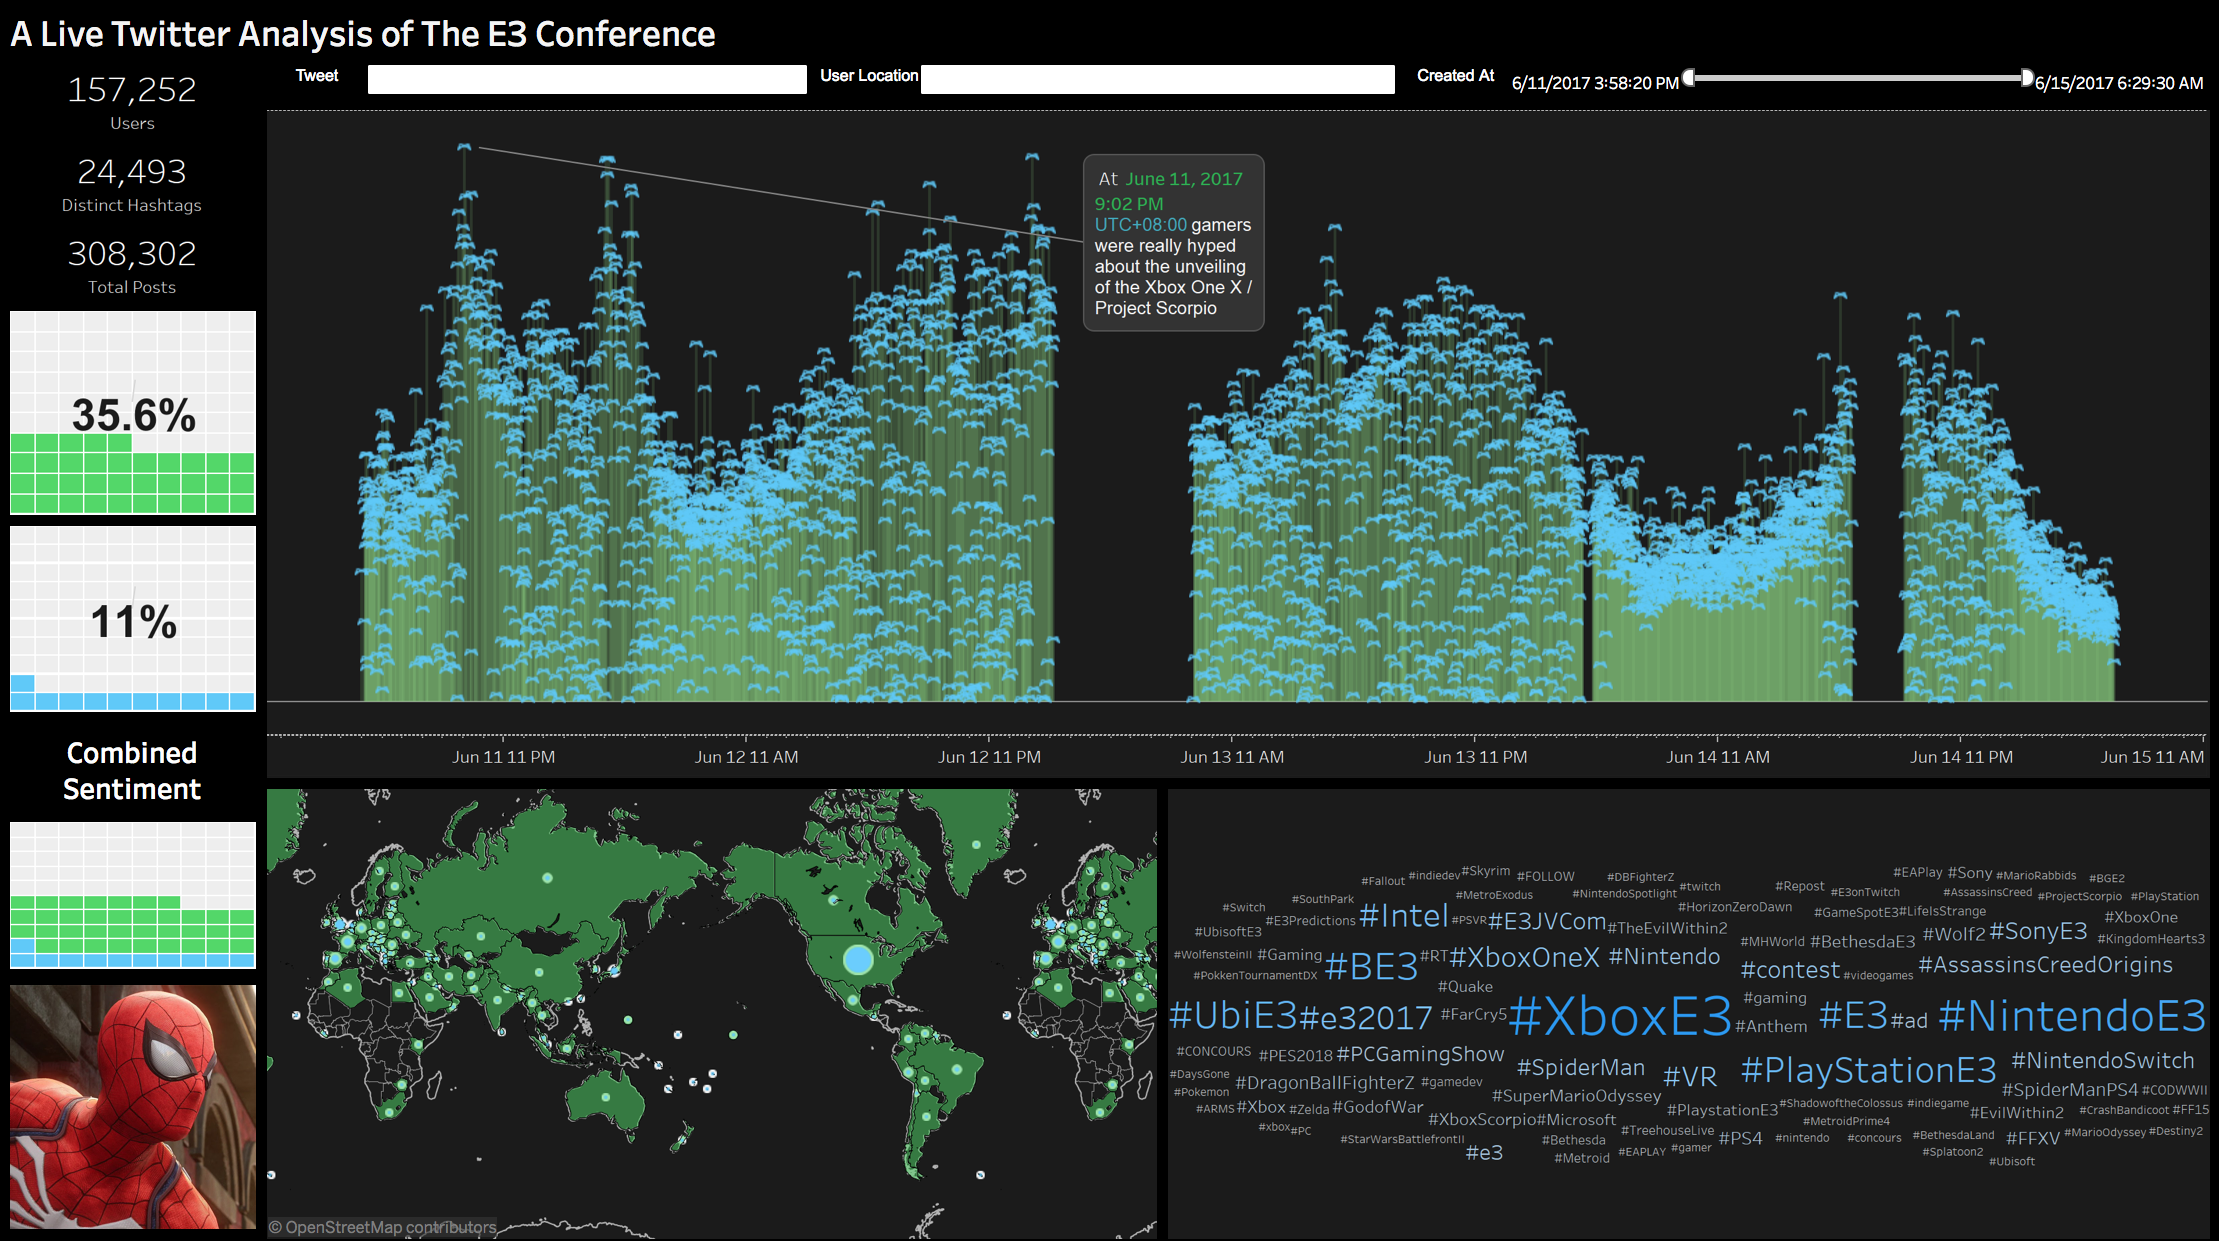 A Live Twitter Analysis of The E3 Conference
157,252
Users
24,493
Distinct Hashtags
308,302
Total Posts
35.6%
11%
Combined
Sentiment
Tweet
User Location
Created At
6/11/2017 3:58:20 PM
6/15/2017 6:29:30 AM
At June 11, 2017
9:02 PM
UTC+08:00 gamers
were really hyped
about the unveiling
of the Xbox One X /
Project Scorpio
Jun 11 11 PM
Jun 12 11 AM
Jun 12 11 PM
Jun 13 11 AM
Jun 13 11 PM
Jun 14 11 AM
Jun 14 11 PM
Jun 15 11 AM
© OpenStreetMap contributors
#Fallout #indiedev #Skyrim #FOLLOW #DBFighterZ #EAPlay #Sony #MarioRabbids #BGE2
#SouthPark #MetroExodus #NintendoSpotlight #twitch #Repost #E3onTwitch #AssassinsCreed #ProjectScorpio #PlayStation
#Switch #E3Predictions #Intel #PSVR #E3JVCom #HorizonZeroDawn #GameSpotE3 #LifeIsStrange #XboxOne
#UbisoftE3 #TheEvilWithin2 #MHWorld #BethesdaE3 #Wolf2 #SonyE3 #KingdomHearts3
#WolfensteinII #Gaming #BE3 #RT #XboxOneX #Nintendo #contest #videogames #AssassinsCreedOrigins
#PokkenTournamentDX #Quake #gaming
#UbiE3 #e32017 #FarCry5 #XboxE3 #Anthem #E3 #ad #NintendoE3
#CONCOURS #PES2018 #PCGamingShow #SpiderMan #VR #PlayStationE3 #NintendoSwitch
#DaysGone #DragonBallFighterZ #gamedev #SpiderManPS4 #CODWWII
#Pokemon #SuperMarioOdyssey
#ARMS #Xbox #Zelda #GodofWar #PlaystationE3 #ShadowoftheColossus #indiegame #EvilWithin2 #CrashBandicoot #FF15
#xbox #PC #XboxScorpio #Microsoft #MetroidPrime4
#StarWarsBattlefrontII #Bethesda #TreehouseLive #PS4 #nintendo #concours #BethesdaLand #FFXV #MarioOdyssey #Destiny2
#e3 #Metroid #EAPLAY #gamer #Splatoon2
#Ubisoft